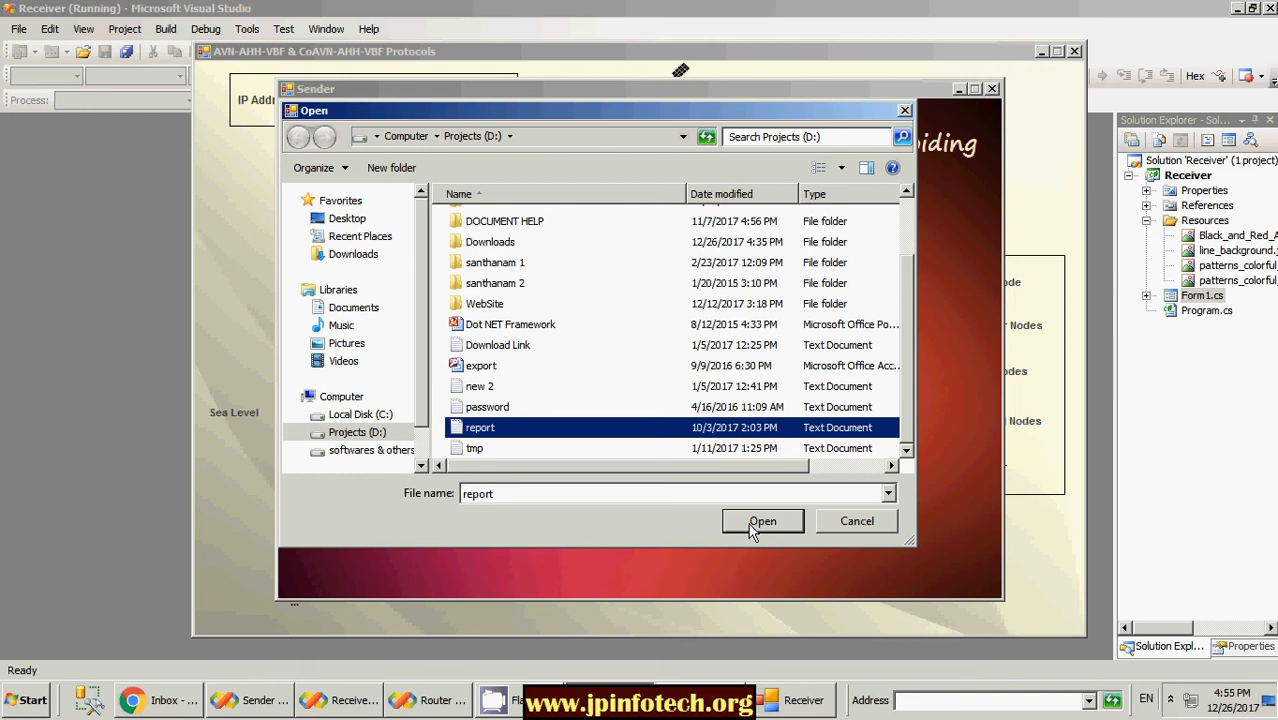 Receiver (Running) - Microsoft Visual Studio
File Edit View Project Build Debug Tools Test Window Help
AVN-AHH-VBF & CoAVN-AHH-VBF Protocols
Hex
Process:
IP Addr
Sender
Open
Computer Projects (D:)
Search Projects (D:)
Organize New folder
Favorites
Desktop
Recent Places
Downloads
Libraries
Documents
Music
Pictures
Videos
Computer
Local Disk (C:)
Projects (D:)
softwares & others
Name Date modified Type
DOCUMENT HELP 11/7/2017 4:56 PM File folder
Downloads 12/26/2017 4:35 PM File folder
santhanam 1 2/23/2017 12:09 PM File folder
santhanam 2 1/20/2015 3:10 PM File folder
WebSite 12/12/2017 3:18 PM File folder
Dot NET Framework 8/12/2015 4:33 PM Microsoft Office Po...
Download Link 1/5/2017 12:25 PM Text Document
export 9/9/2016 6:30 PM Microsoft Office Acc...
new 2 1/5/2017 12:41 PM Text Document
password 4/16/2016 11:09 AM Text Document
report 10/3/2017 2:03 PM Text Document
tmp 1/11/2017 1:25 PM Text Document
File name: report
Open Cancel
oiding
ode
r Nodes
odes
l Nodes
Sea Level
...
Solution Explorer - ...
Solution 'Receiver' (1 project)
Receiver
Properties
References
Resources
Black_and_Red_A
line_background.
patterns_colorful_
patterns_colorful_
Form1.cs
Program.cs
Solution Expl... Properties
Ready
Start
Inbox - ...
Sender ...
Receive...
Router ...
Fla
www.jpinfotech.org
Receiver
Address
EN
4:55 PM
12/26/2017